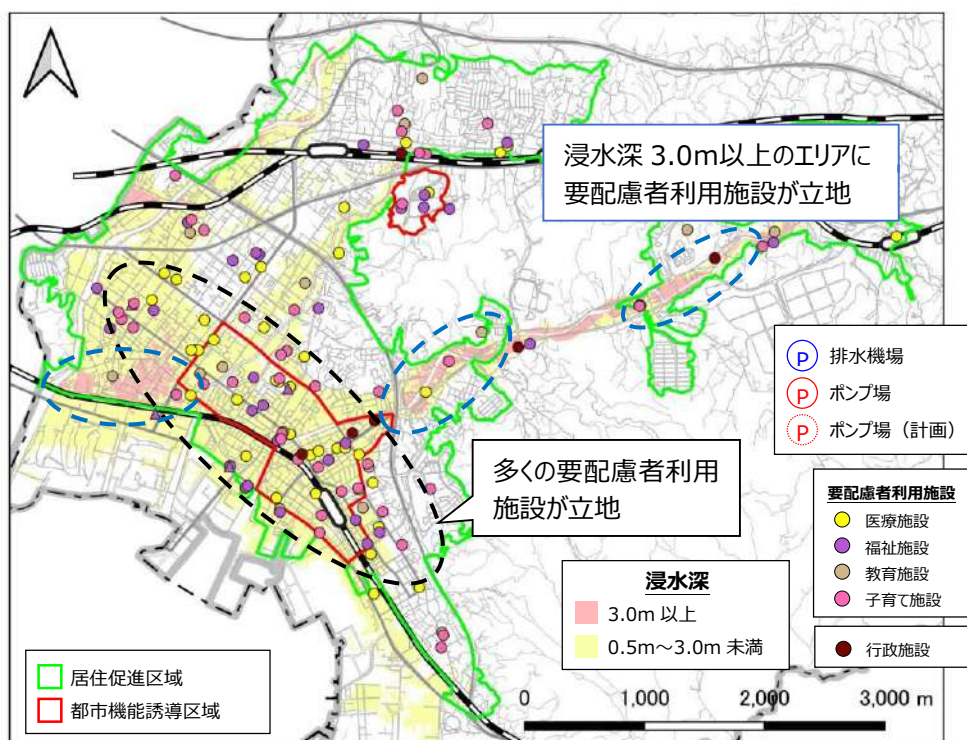 浸水深 3.0m以上のエリアに
要配慮者利用施設が立地
P 排水機場
P ポンプ場
P ポンプ場（計画）
多くの要配慮者利用
施設が立地
要配慮者利用施設
医療施設
福祉施設
教育施設
子育て施設
行政施設
浸水深
3.0m 以上
0.5m～3.0m 未満
居住促進区域
都市機能誘導区域
0 1,000 2,000 3,000 m